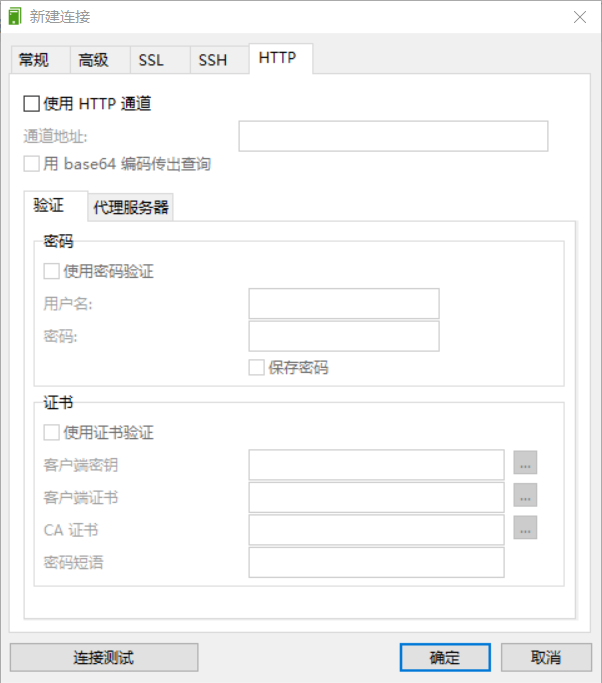 新建连接
常规 高级 SSL SSH HTTP
使用 HTTP 通道
通道地址:
用 base64 编码传出查询
验证 代理服务器
密码
使用密码验证
用户名:
密码:
保存密码
证书
使用证书验证
客户端密钥 ...
客户端证书 ...
CA 证书 ...
密码短语
连接测试 确定 取消